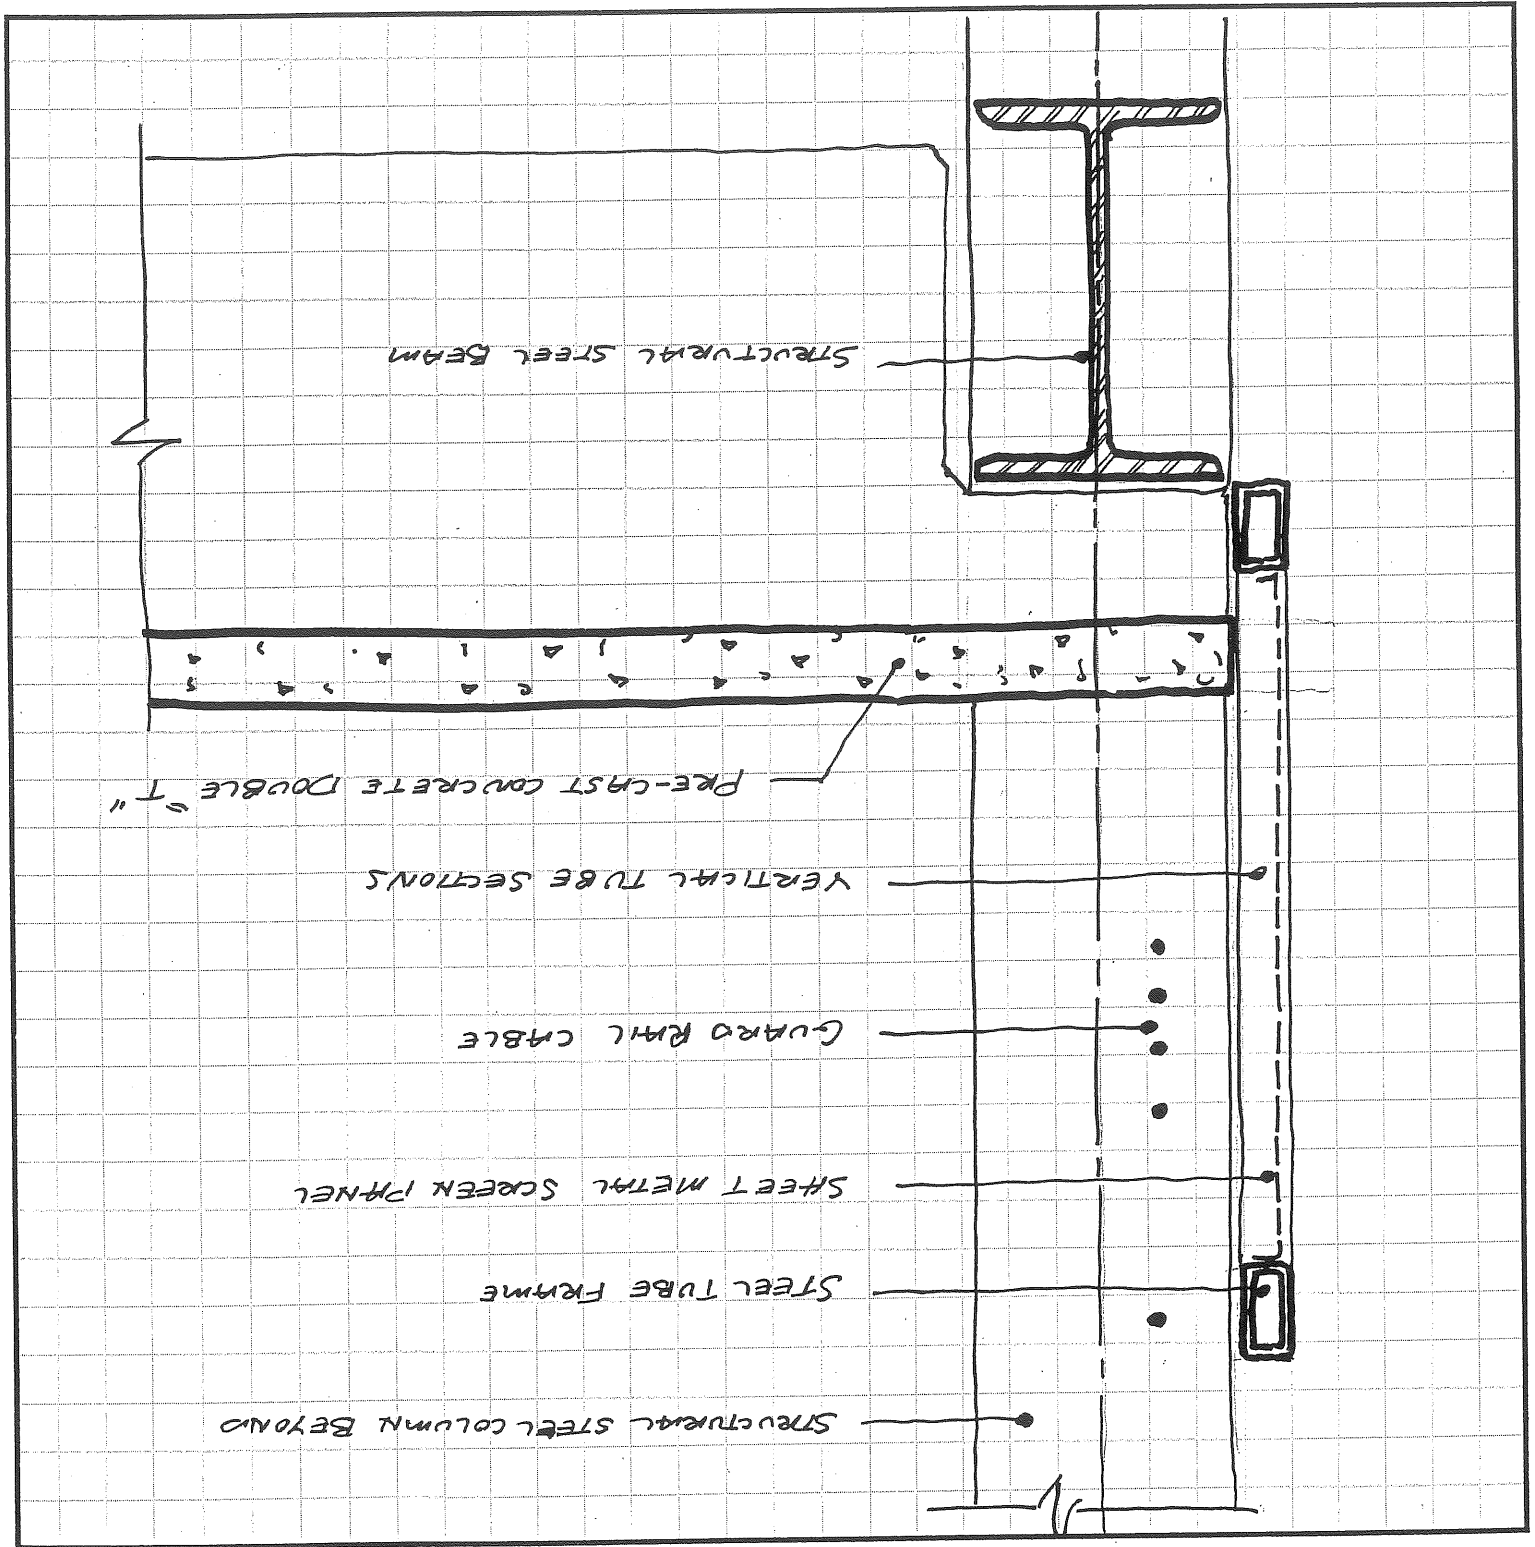 STRUCTURAL STEEL COLUMN BEYOND
STEEL TUBE FRAME
SHEET METAL SCREEN PANEL
GUARD RAIL CABLE
VERTICAL TUBE SECTIONS
PRE-CAST CONCRETE DOUBLE "T"
STRUCTURAL STEEL BEAM